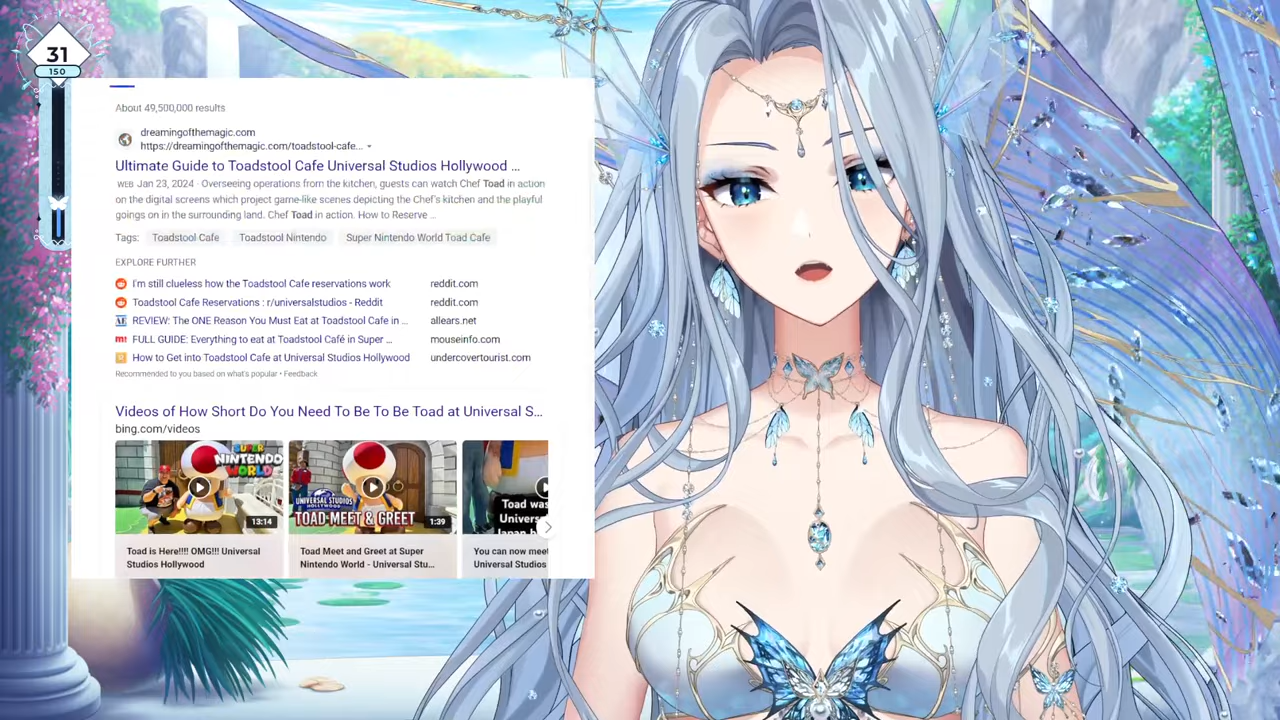 31
150
About 49,500,000 results
dreamingofthemagic.com
https://dreamingofthemagic.com/toadstool-cafe...
Ultimate Guide to Toadstool Cafe Universal Studios Hollywood ...
WEB Jan 23, 2024 · Overseeing operations from the kitchen, guests can watch Chef Toad in action
on the digital screens which project game-like scenes depicting the Chef's kitchen and the playful
goings on in the surrounding land. Chef Toad in action. How to Reserve ...
Tags: Toadstool Cafe Toadstool Nintendo Super Nintendo World Toad Cafe
EXPLORE FURTHER
I'm still clueless how the Toadstool Cafe reservations work reddit.com
Toadstool Cafe Reservations : r/universalstudios - Reddit reddit.com
REVIEW: The ONE Reason You Must Eat at Toadstool Cafe in ... allears.net
FULL GUIDE: Everything to eat at Toadstool Café in Super ... mouseinfo.com
How to Get into Toadstool Cafe at Universal Studios Hollywood undercovertourist.com
Recommended to you based on what's popular • Feedback
Videos of How Short Do You Need To Be To Be Toad at Universal S...
bing.com/videos
SUPER
NINTENDO
WORLD
13:14
UNIVERSAL STUDIOS
HOLLYWOOD
TOAD MEET & GREET
1:39
Toad was
Univers
Toad is Here!!!! OMG!!! Universal
Studios Hollywood
Toad Meet and Greet at Super
Nintendo World - Universal Stu...
You can now meet
Universal Studios